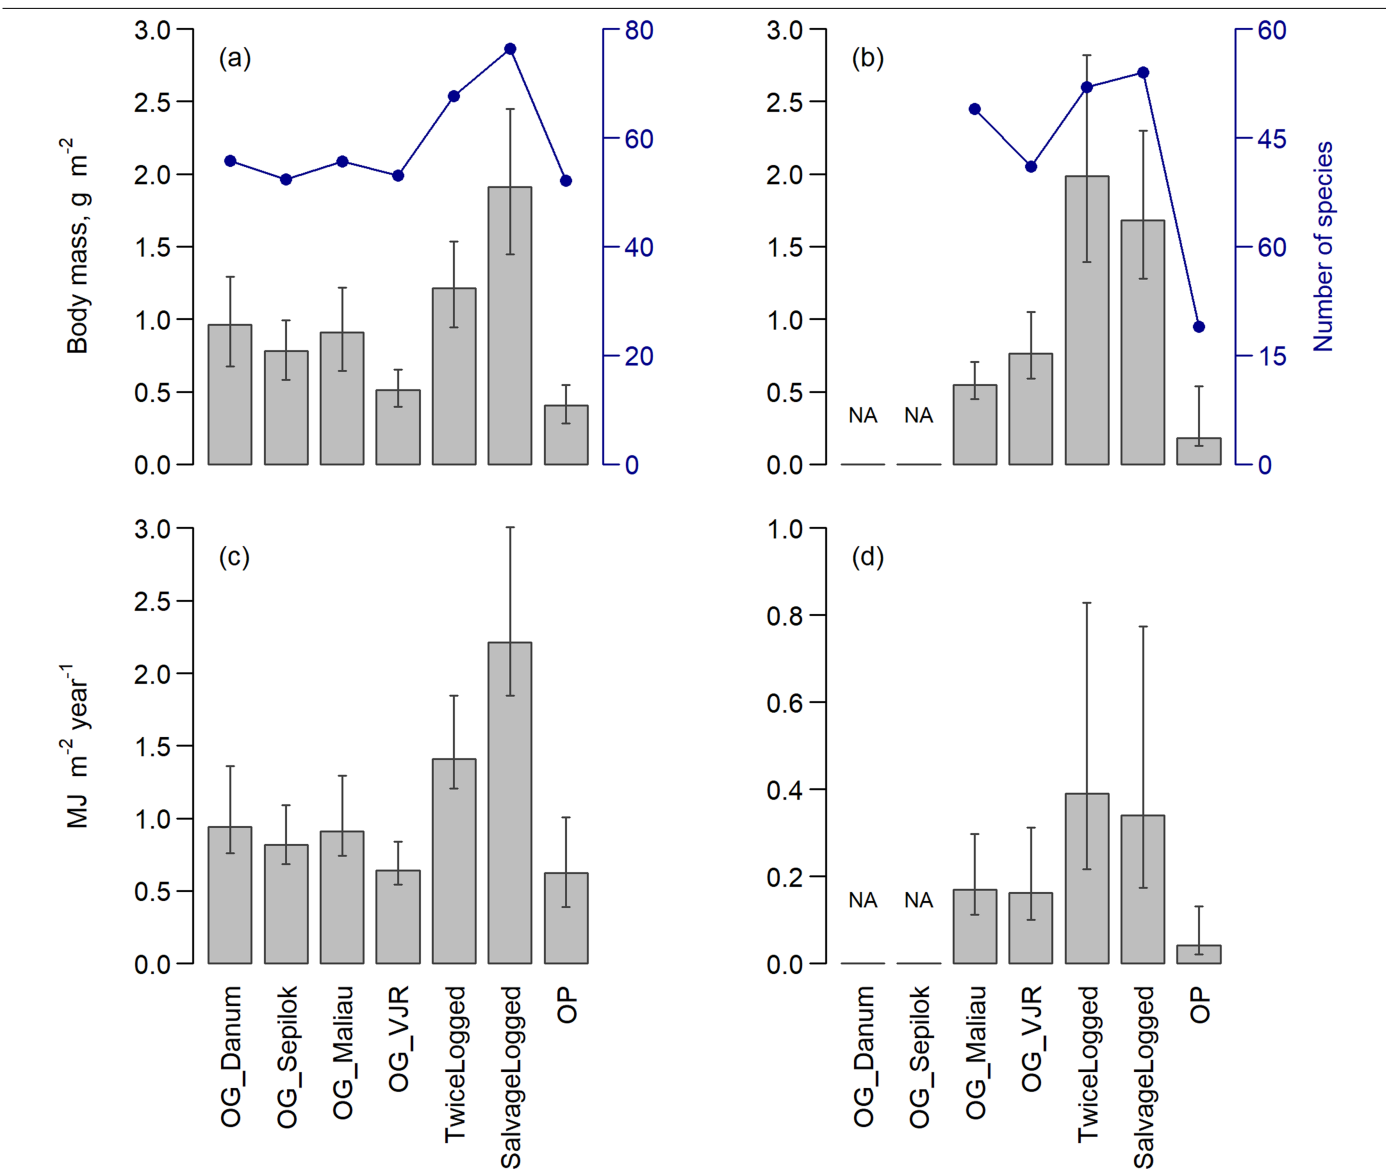 (a)
3.0
2.5
2.0
1.5
1.0
0.5
0.0
Body mass, g m-2
80
60
40
20
0
(b)
3.0
2.5
2.0
1.5
1.0
0.5
0.0
NA NA
60
45
60
15
0
Number of species
(c)
3.0
2.5
2.0
1.5
1.0
0.5
0.0
MJ m-2 year-1
OG_Danum
OG_Sepilok
OG_Maliau
OG_VJR
TwiceLogged
SalvageLogged
OP
(d)
1.0
0.8
0.6
0.4
0.2
0.0
NA NA
OG_Danum
OG_Sepilok
OG_Maliau
OG_VJR
TwiceLogged
SalvageLogged
OP